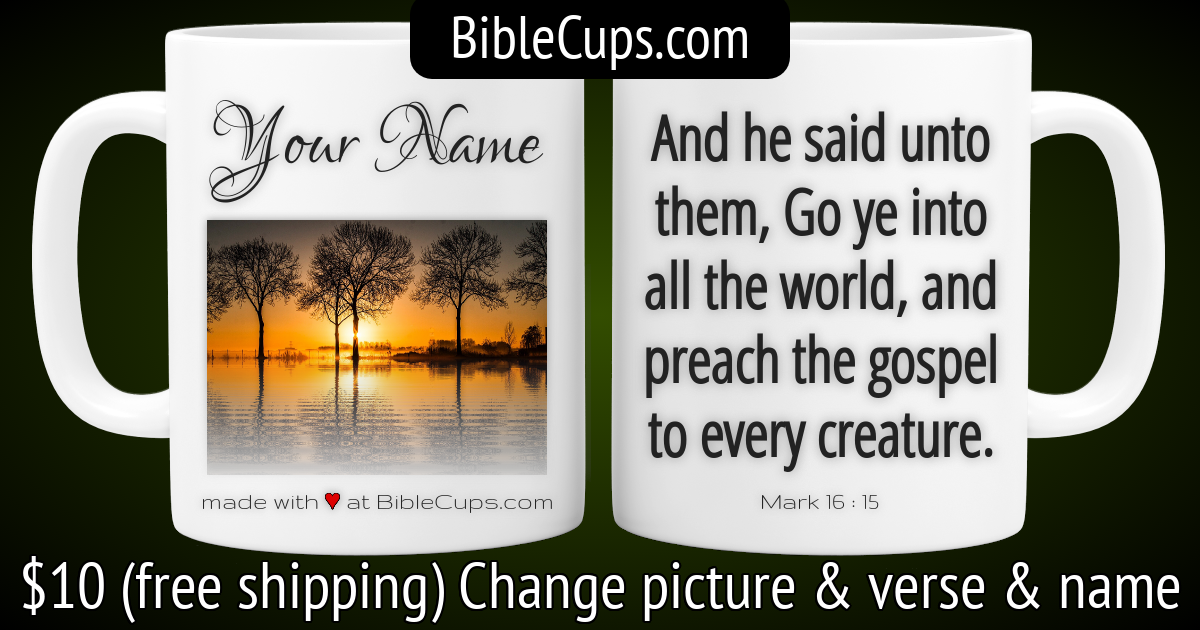 BibleCups.com
Your Name
made with ♥ at BibleCups.com
And he said unto
them, Go ye into
all the world, and
preach the gospel
to every creature.
Mark 16 : 15
$10 (free shipping) Change picture & verse & name